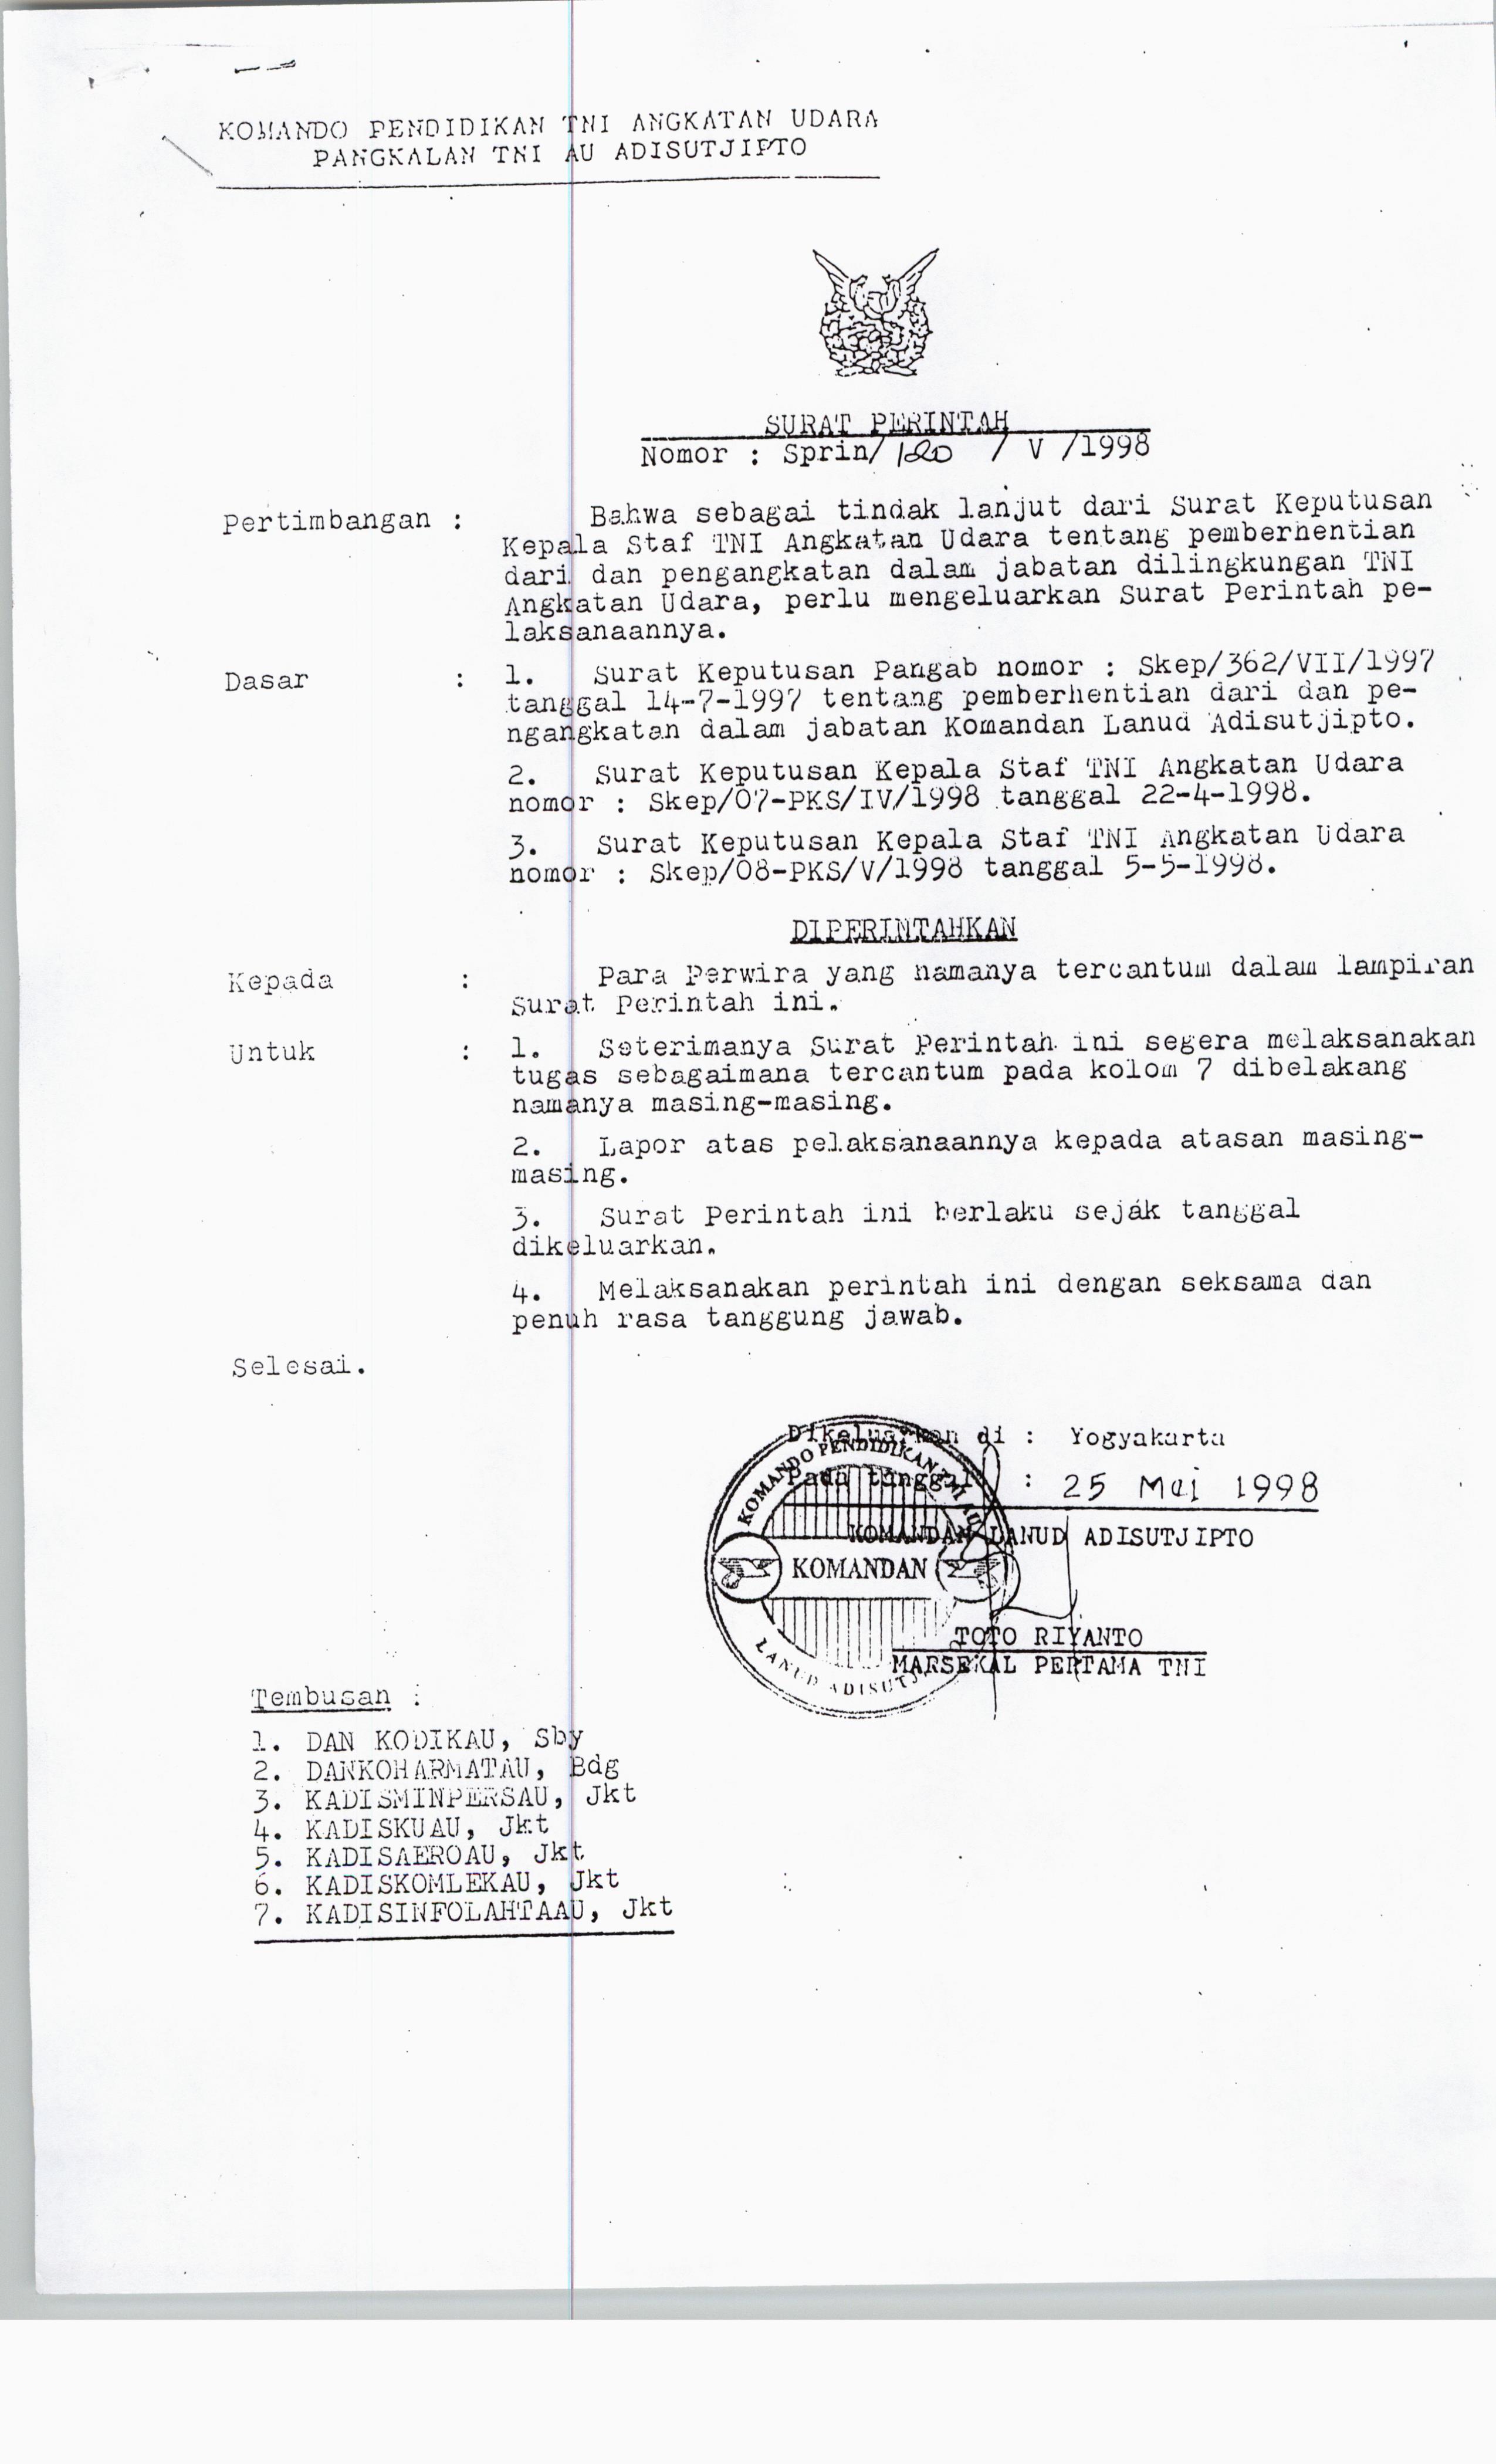 KOMANDO PENDIDIKAN TNI ANGKATAN UDARA
PANGKALAN TNI AU ADISUTJIPTO
SURAT PERINTAH
Nomor : Sprin/ 120 / V /1998
Pertimbangan : Bahwa sebagai tindak lanjut dari Surat Keputusan
Kepala Staf TNI Angkatan Udara tentang pemberhentian
dari dan pengangkatan dalam jabatan dilingkungan TNI
Angkatan Udara, perlu mengeluarkan Surat Perintah pe-
laksanaannya.
Dasar : 1. Surat Keputusan Pangab nomor : Skep/362/VII/1997
tanggal 14-7-1997 tentang pemberhentian dari dan pe-
ngangkatan dalam jabatan Komandan Lanud Adisutjipto.
2. Surat Keputusan Kepala Staf TNI Angkatan Udara
nomor : Skep/07-PKS/IV/1998 tanggal 22-4-1998.
3. Surat Keputusan Kepala Staf TNI Angkatan Udara
nomor : Skep/08-PKS/V/1998 tanggal 5-5-1998.
DIPERINTAHKAN
Kepada : Para Perwira yang namanya tercantum dalam lampiran
Surat Perintah ini.
Untuk : 1. Seterimanya Surat Perintah ini segera melaksanakan
tugas sebagaimana tercantum pada kolom 7 dibelakang
namanya masing-masing.
2. Lapor atas pelaksanaannya kepada atasan masing-
masing.
3. Surat Perintah ini berlaku sejak tanggal
dikeluarkan.
4. Melaksanakan perintah ini dengan seksama dan
penuh rasa tanggung jawab.
Selesai.
Dikeluarkan di : Yogyakarta
Pada tanggal : 25 Mei 1998
KOMANDAN LANUD ADISUTJIPTO
KOMANDO PENDIDIKAN TNI AU
KOMANDAN
LANUD ADISUTJ
TOTO RIYANTO
MARSEKAL PERTAMA TNI
Tembusan :
1. DAN KODIKAU, Sby
2. DANKOHARMATAU, Bdg
3. KADISMINPERSAU, Jkt
4. KADISKUAU, Jkt
5. KADISAEROAU, Jkt
6. KADISKOMLEKAU, Jkt
7. KADISINFOLAHTAAU, Jkt